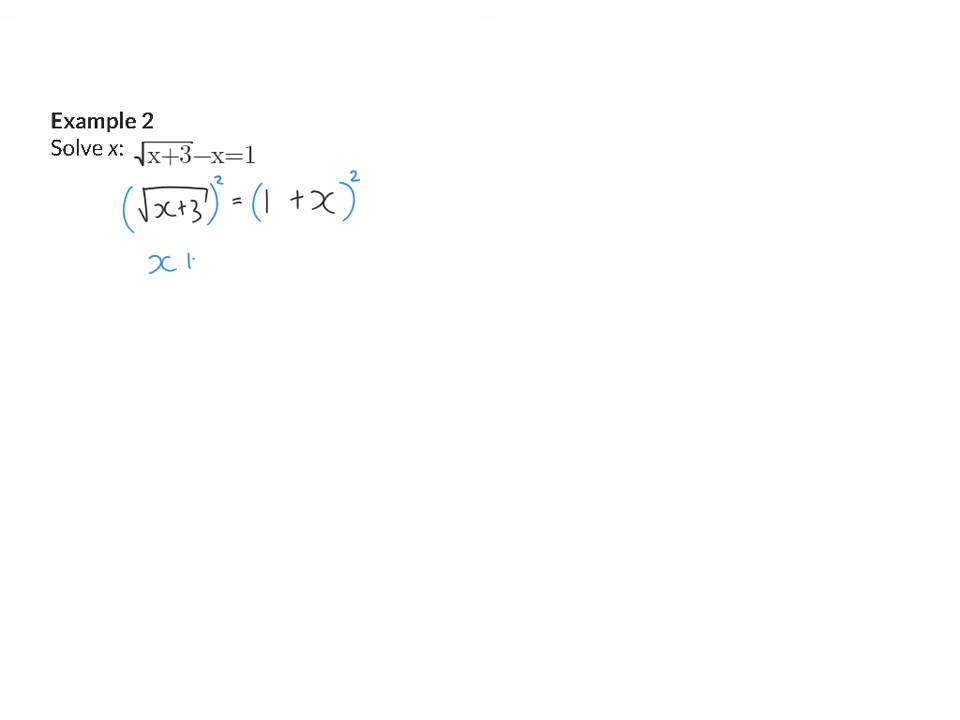 Example 2
Solve x: √x+3−x=1
(√x+3)² = (1 + x)²
x +